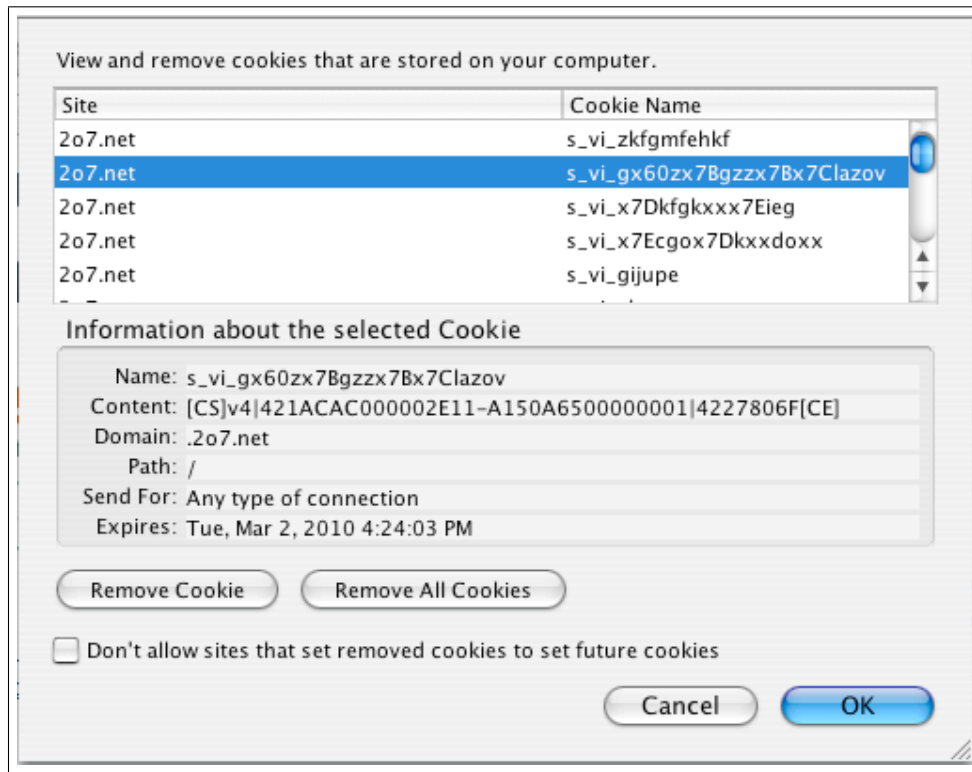 View and remove cookies that are stored on your computer.
Site Cookie Name
2o7.net s_vi_zkfgmfehkf
2o7.net s_vi_gx60zx7Bgzzx7Bx7Clazov
2o7.net s_vi_x7Dkfgkxxx7Eieg
2o7.net s_vi_x7Ecgox7Dkxxdoxx
2o7.net s_vi_gijupe
Information about the selected Cookie
Name: s_vi_gx60zx7Bgzzx7Bx7Clazov
Content: [CS]v4|421ACAC000002E11-A150A6500000001|4227806F[CE]
Domain: .2o7.net
Path: /
Send For: Any type of connection
Expires: Tue, Mar 2, 2010 4:24:03 PM
Remove Cookie Remove All Cookies
Don't allow sites that set removed cookies to set future cookies
Cancel OK